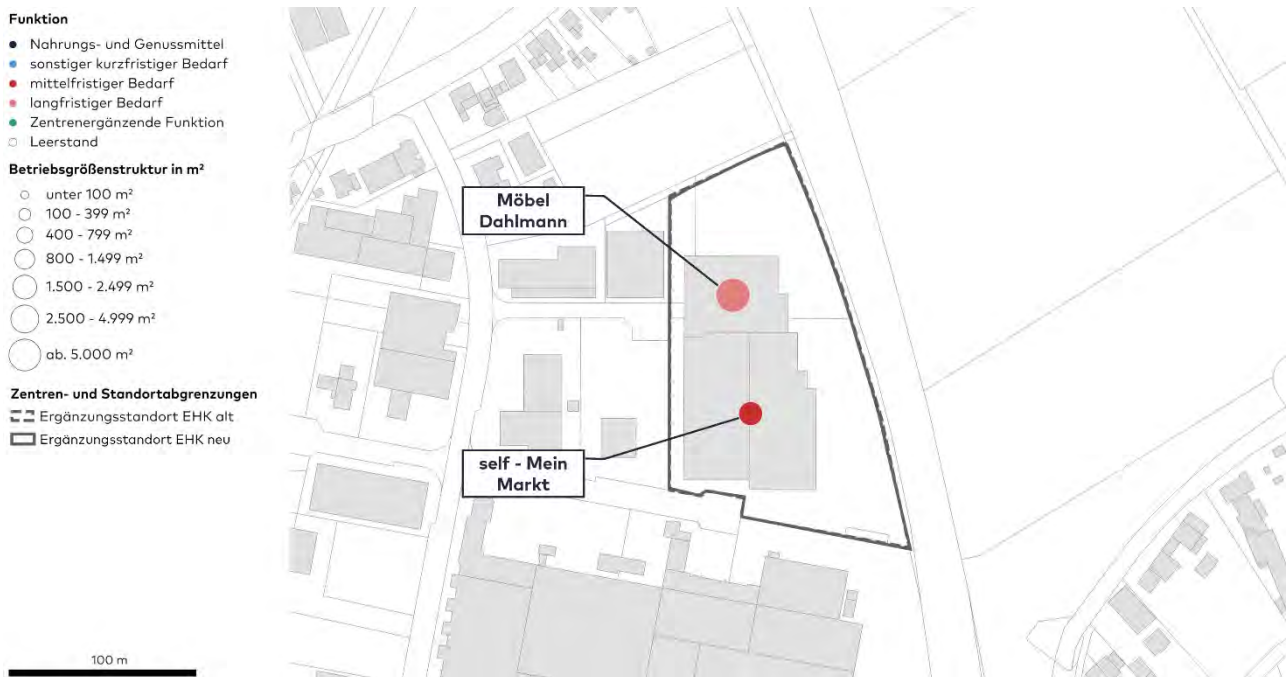 Funktion
Nahrungs- und Genussmittel
sonstiger kurzfristiger Bedarf
mittelfristiger Bedarf
langfristiger Bedarf
Zentrenergänzende Funktion
Leerstand
Betriebsgrößenstruktur in m²
unter 100 m²
100 - 399 m²
400 - 799 m²
800 - 1.499 m²
1.500 - 2.499 m²
2.500 - 4.999 m²
ab. 5.000 m²
Zentren- und Standortabgrenzungen
Ergänzungsstandort EHK alt
Ergänzungsstandort EHK neu
100 m
Möbel
Dahlmann
self - Mein
Markt